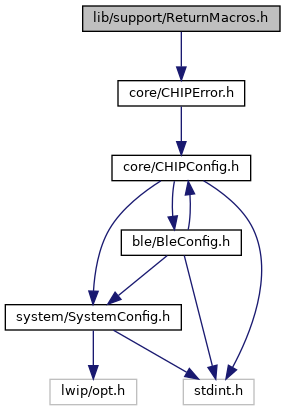 lib/support/ReturnMacros.h
core/CHIPError.h
core/CHIPConfig.h
ble/BleConfig.h
system/SystemConfig.h
lwip/opt.h
stdint.h